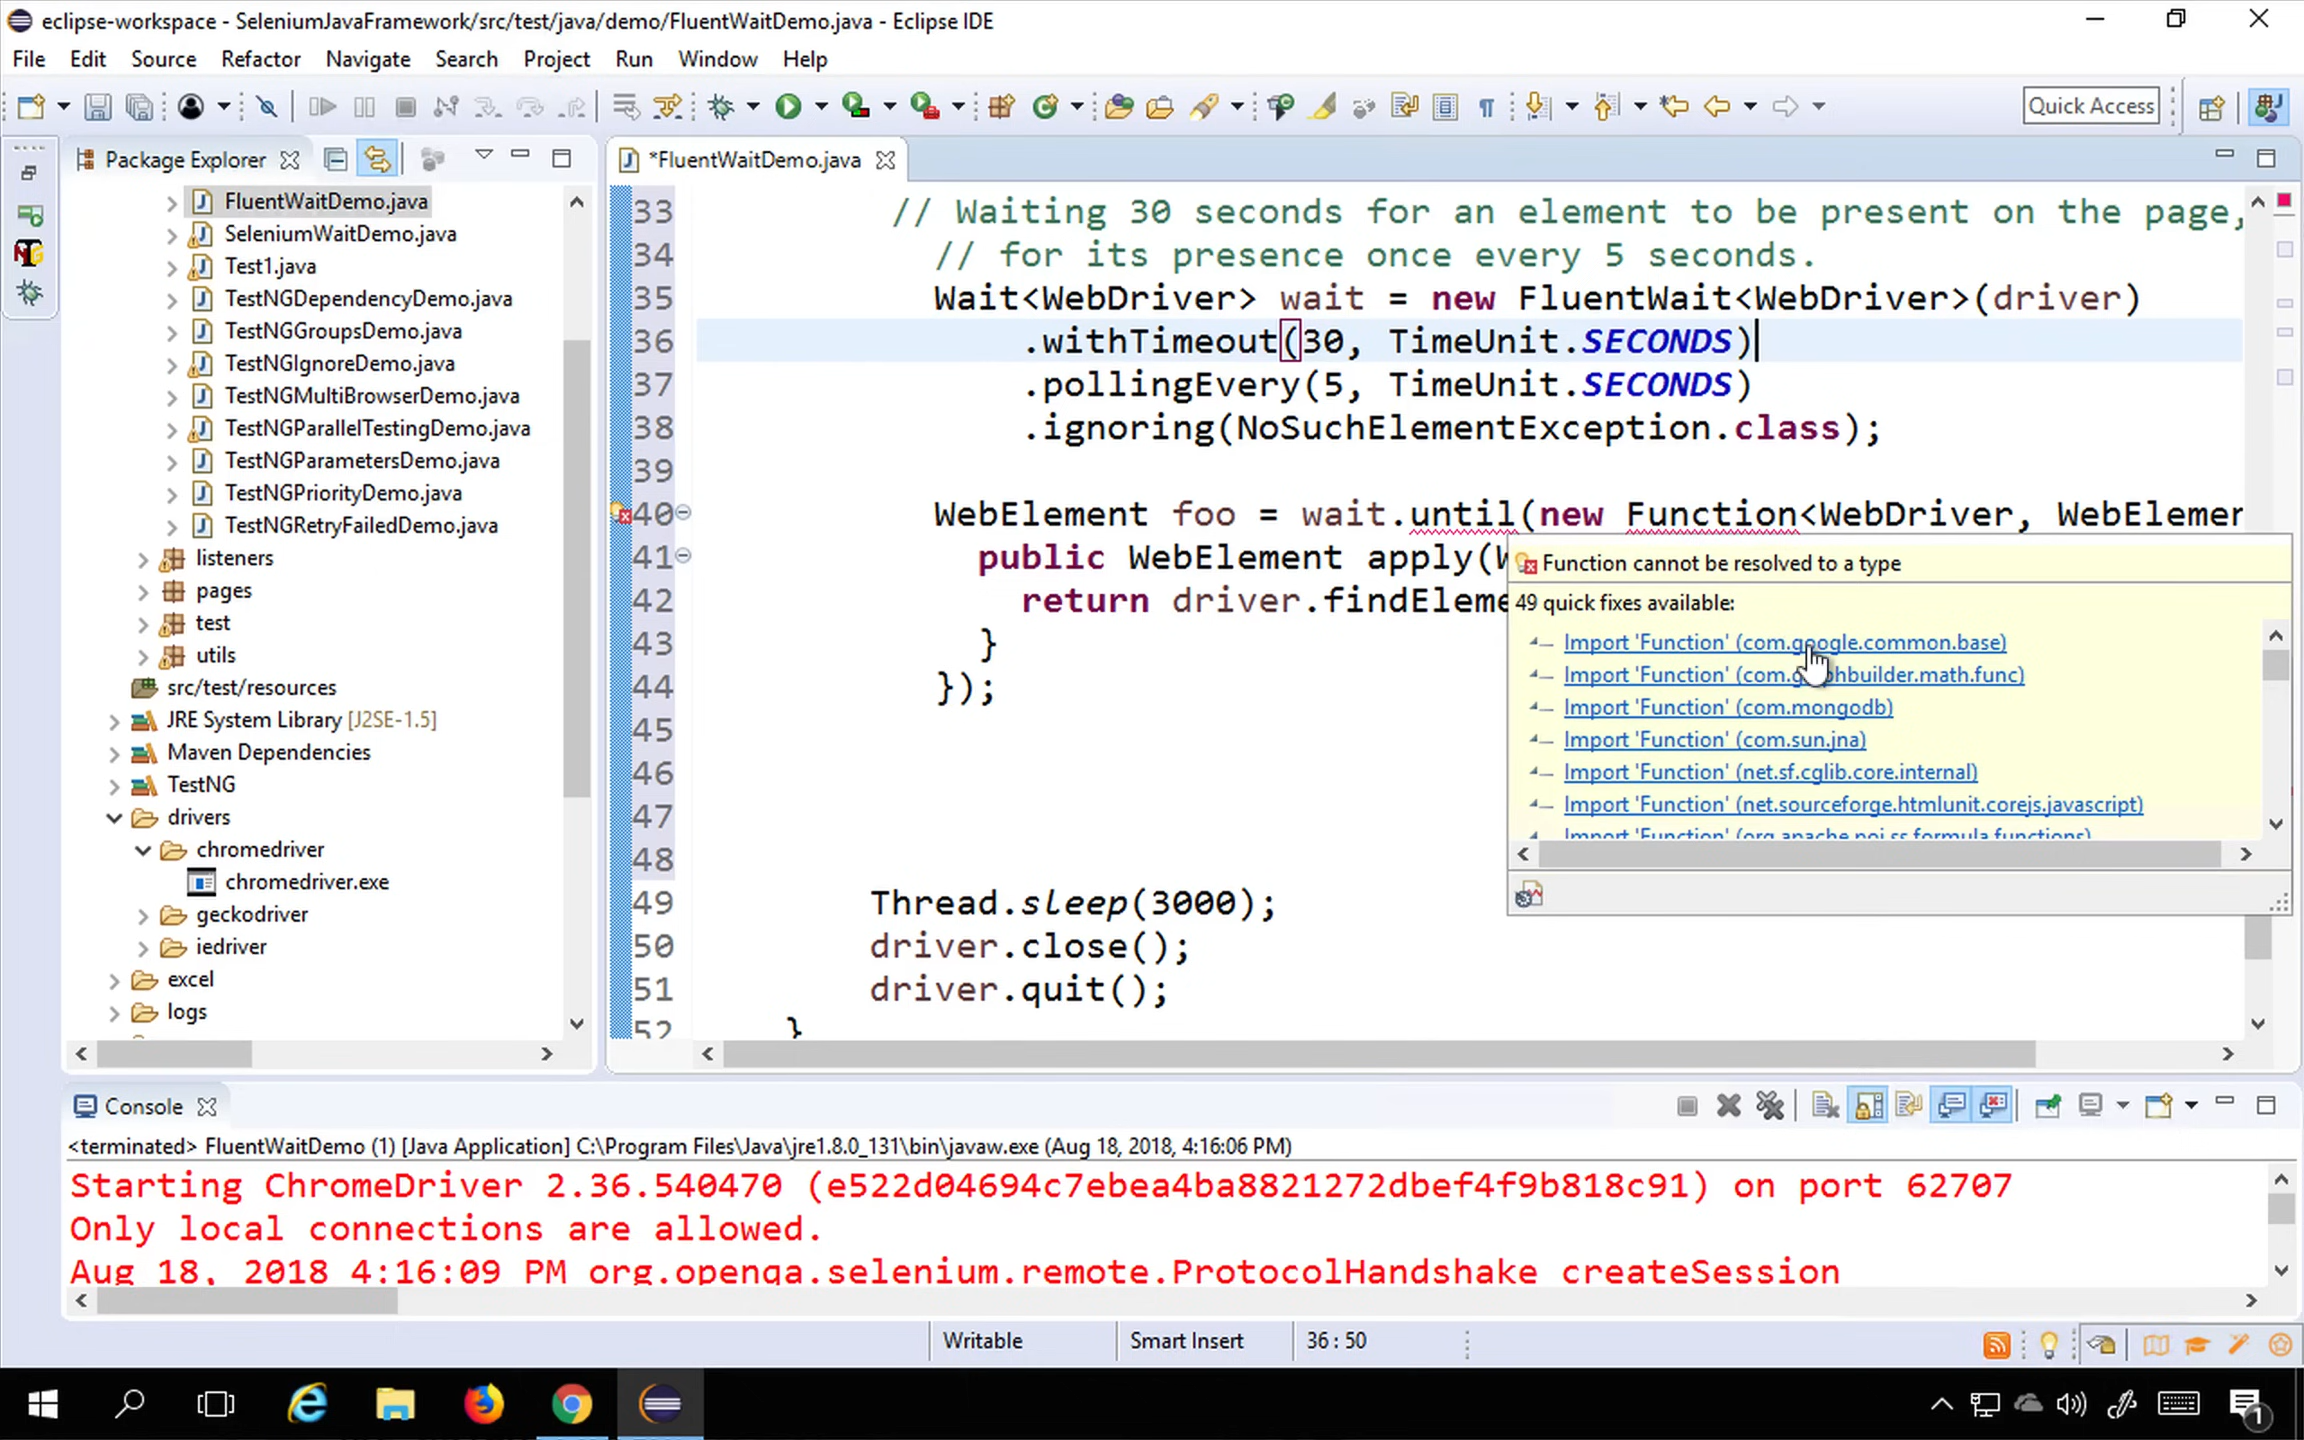 eclipse-workspace - SeleniumJavaFramework/src/test/java/demo/FluentWaitDemo.java - Eclipse IDE
File Edit Source Refactor Navigate Search Project Run Window Help
Quick Access
Package Explorer
FluentWaitDemo.java
SeleniumWaitDemo.java
Test1.java
TestNGDependencyDemo.java
TestNGGroupsDemo.java
TestNGIgnoreDemo.java
TestNGMultiBrowserDemo.java
TestNGParallelTestingDemo.java
TestNGParametersDemo.java
TestNGPriorityDemo.java
TestNGRetryFailedDemo.java
listeners
pages
test
utils
src/test/resources
JRE System Library [J2SE-1.5]
Maven Dependencies
TestNG
drivers
chromedriver
chromedriver.exe
geckodriver
iedriver
excel
logs
*FluentWaitDemo.java
33 // Waiting 30 seconds for an element to be present on the page,
34 // for its presence once every 5 seconds.
35 Wait<WebDriver> wait = new FluentWait<WebDriver>(driver)
36 .withTimeout(30, TimeUnit.SECONDS)
37 .pollingEvery(5, TimeUnit.SECONDS)
38 .ignoring(NoSuchElementException.class);
39
40 WebElement foo = wait.until(new Function<WebDriver, WebElemen
41 public WebElement apply(
42 return driver.findEleme
43 }
44 });
45
46
47
48
49 Thread.sleep(3000);
50 driver.close();
51 driver.quit();
52 }
Function cannot be resolved to a type
49 quick fixes available:
Import 'Function' (com.google.common.base)
Import 'Function' (com.graphbuilder.math.func)
Import 'Function' (com.mongodb)
Import 'Function' (com.sun.jna)
Import 'Function' (net.sf.cglib.core.internal)
Import 'Function' (net.sourceforge.htmlunit.corejs.javascript)
Import 'Function' (org.apache.poi.ss.formula.functions)
Console
<terminated> FluentWaitDemo (1) [Java Application] C:\Program Files\Java\jre1.8.0_131\bin\javaw.exe (Aug 18, 2018, 4:16:06 PM)
Starting ChromeDriver 2.36.540470 (e522d04694c7ebea4ba8821272dbef4f9b818c91) on port 62707
Only local connections are allowed.
Aug 18, 2018 4:16:09 PM org.openqa.selenium.remote.ProtocolHandshake createSession
Writable Smart Insert 36 : 50
1